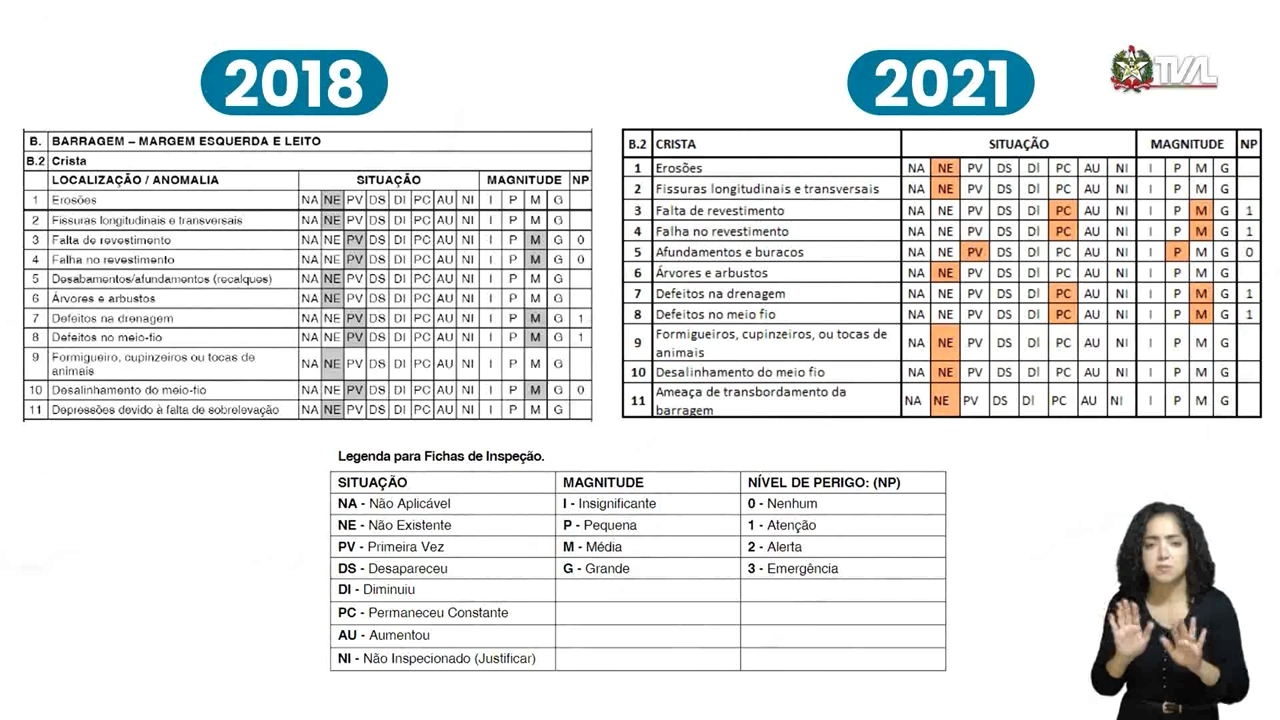 2018
2021
TVAL
B. BARRAGEM – MARGEM ESQUERDA E LEITO
B.2 Crista
LOCALIZAÇÃO / ANOMALIA SITUAÇÃO MAGNITUDE NP
1 Erosões NA NE PV DS DI PC AU NI I P M G
2 Fissuras longitudinais e transversais NA NE PV DS DI PC AU NI I P M G
3 Falta de revestimento NA NE PV DS DI PC AU NI I P M G 0
4 Falha no revestimento NA NE PV DS DI PC AU NI I P M G 0
5 Desabamentos/afundamentos (recalques) NA NE PV DS DI PC AU NI I P M G
6 Árvores e arbustos NA NE PV DS DI PC AU NI I P M G
7 Defeitos na drenagem NA NE PV DS DI PC AU NI I P M G 1
8 Defeitos no meio-fio NA NE PV DS DI PC AU NI I P M G 1
9 Formigueiro, cupinzeiros ou tocas de
animais NA NE PV DS DI PC AU NI I P M G
10 Desalinhamento do meio-fio NA NE PV DS DI PC AU NI I P M G 0
11 Depressões devido à falta de sobrelevação NA NE PV DS DI PC AU NI I P M G
B.2 CRISTA SITUAÇÃO MAGNITUDE NP
1 Erosões NA NE PV DS DI PC AU NI I P M G
2 Fissuras longitudinais e transversais NA NE PV DS DI PC AU NI I P M G
3 Falta de revestimento NA NE PV DS DI PC AU NI I P M G 1
4 Falha no revestimento NA NE PV DS DI PC AU NI I P M G 1
5 Afundamentos e buracos NA NE PV DS DI PC AU NI I P M G 0
6 Árvores e arbustos NA NE PV DS DI PC AU NI I P M G
7 Defeitos na drenagem NA NE PV DS DI PC AU NI I P M G 1
8 Defeitos no meio fio NA NE PV DS DI PC AU NI I P M G 1
9 Formigueiros, cupinzeiros, ou tocas de
animais NA NE PV DS DI PC AU NI I P M G
10 Desalinhamento do meio fio NA NE PV DS DI PC AU NI I P M G
11 Ameaça de transbordamento da
barragem NA NE PV DS DI PC AU NI I P M G
Legenda para Fichas de Inspeção.
SITUAÇÃO MAGNITUDE NÍVEL DE PERIGO: (NP)
NA - Não Aplicável I - Insignificante 0 - Nenhum
NE - Não Existente P - Pequena 1 - Atenção
PV - Primeira Vez M - Média 2 - Alerta
DS - Desapareceu G - Grande 3 - Emergência
DI - Diminuiu
PC - Permaneceu Constante
AU - Aumentou
NI - Não Inspecionado (Justificar)